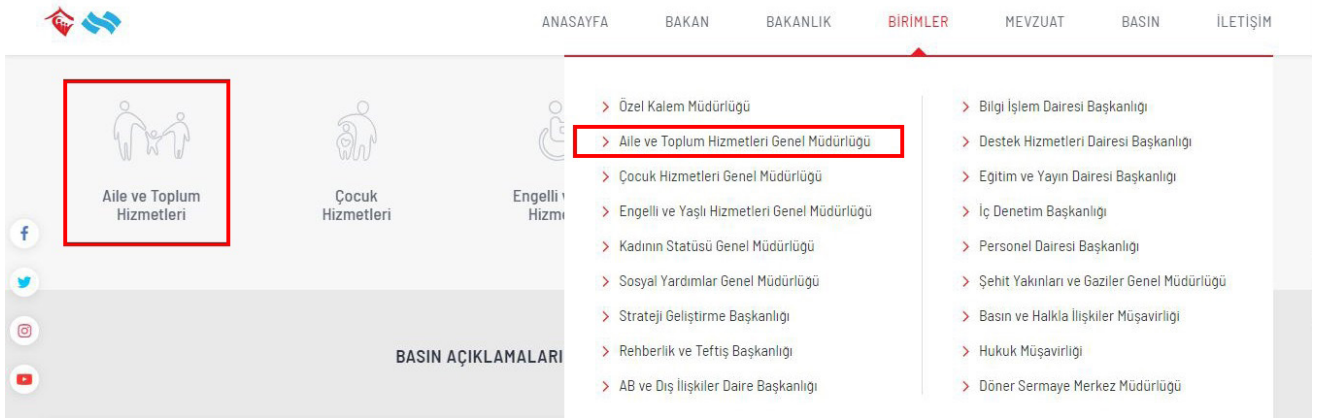 ANASAYFA BAKAN BAKANLIK BİRİMLER MEVZUAT BASIN İLETİŞİM
Özel Kalem Müdürlüğü
Aile ve Toplum Hizmetleri Genel Müdürlüğü
Çocuk Hizmetleri Genel Müdürlüğü
Engelli ve Yaşlı Hizmetleri Genel Müdürlüğü
Kadının Statüsü Genel Müdürlüğü
Sosyal Yardımlar Genel Müdürlüğü
Strateji Geliştirme Başkanlığı
Rehberlik ve Teftiş Başkanlığı
AB ve Dış İlişkiler Daire Başkanlığı
Bilgi İşlem Dairesi Başkanlığı
Destek Hizmetleri Dairesi Başkanlığı
Eğitim ve Yayın Dairesi Başkanlığı
İç Denetim Başkanlığı
Personel Dairesi Başkanlığı
Şehit Yakınları ve Gaziler Genel Müdürlüğü
Basın ve Halkla İlişkiler Müşavirliği
Hukuk Müşavirliği
Döner Sermaye Merkez Müdürlüğü
Aile ve Toplum
Hizmetleri
Çocuk
Hizmetleri
Engelli
BASIN AÇIKLAMALARI